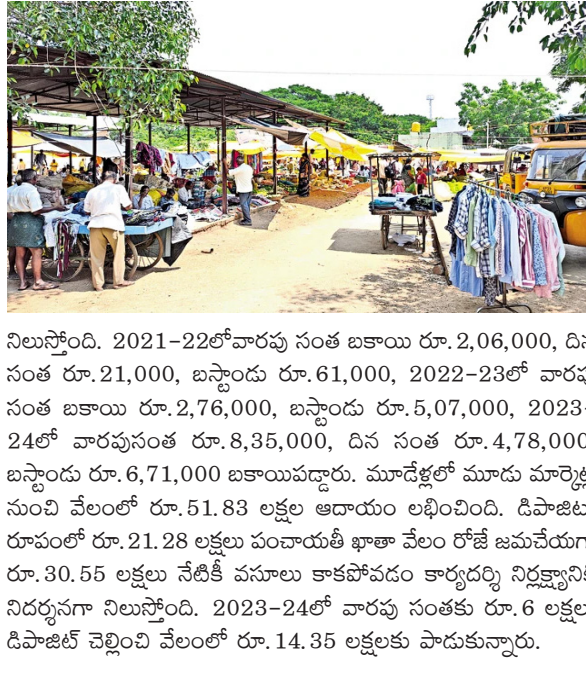 నిలుస్తోంది. 2021-22లోవారపు సంత బకాయి రూ.2,06,000, దిన
సంత రూ.21,000, బస్టాండు రూ.61,000, 2022-23లో వారపు
సంత బకాయి రూ.2,76,000, బస్టాండు రూ.5,07,000, 2023-
24లో వారపుసంత రూ.8,35,000, దిన సంత రూ.4,78,000
బస్టాండు రూ.6,71,000 బకాయిపడ్డారు. మూడేళ్లలో మూడు మార్కెట్ల
నుంచి వేలంలో రూ.51.83 లక్షల ఆదాయం లభించింది. డిపాజిట
రూపంలో రూ.21.28 లక్షలు పంచాయతీ ఖాతా వేలం రోజే జమచేయగా
రూ.30.55 లక్షలు నేటికీ వసూలు కాకపోవడం కార్యదర్శి నిర్లక్ష్యానికి
నిదర్శనగా నిలుస్తోంది. 2023-24లో వారపు సంతకు రూ.6 లక్షల
డిపాజిట్ చెల్లించి వేలంలో రూ.14.35 లక్షలకు పాడుకున్నారు.